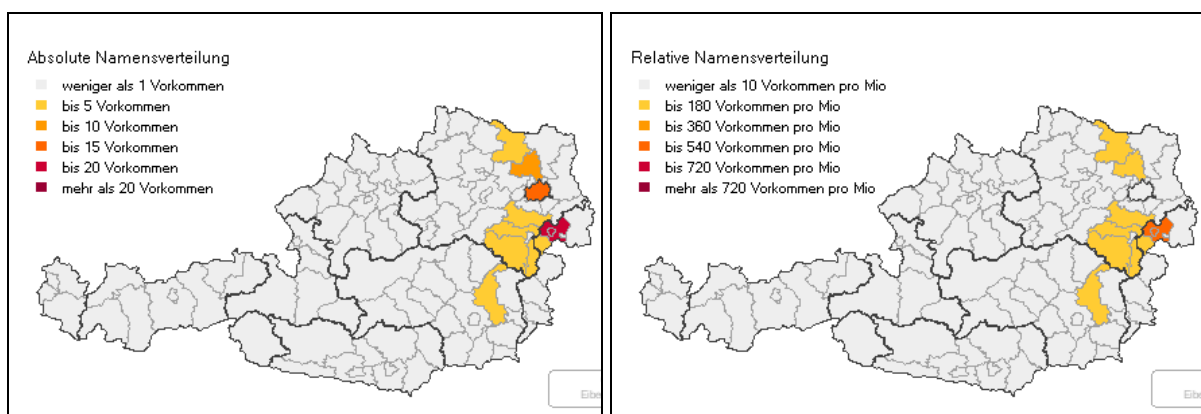 Absolute Namensverteilung
weniger als 1 Vorkommen
bis 5 Vorkommen
bis 10 Vorkommen
bis 15 Vorkommen
bis 20 Vorkommen
mehr als 20 Vorkommen
Eibe
Relative Namensverteilung
weniger als 10 Vorkommen pro Mio
bis 180 Vorkommen pro Mio
bis 360 Vorkommen pro Mio
bis 540 Vorkommen pro Mio
bis 720 Vorkommen pro Mio
mehr als 720 Vorkommen pro Mio
Eibe